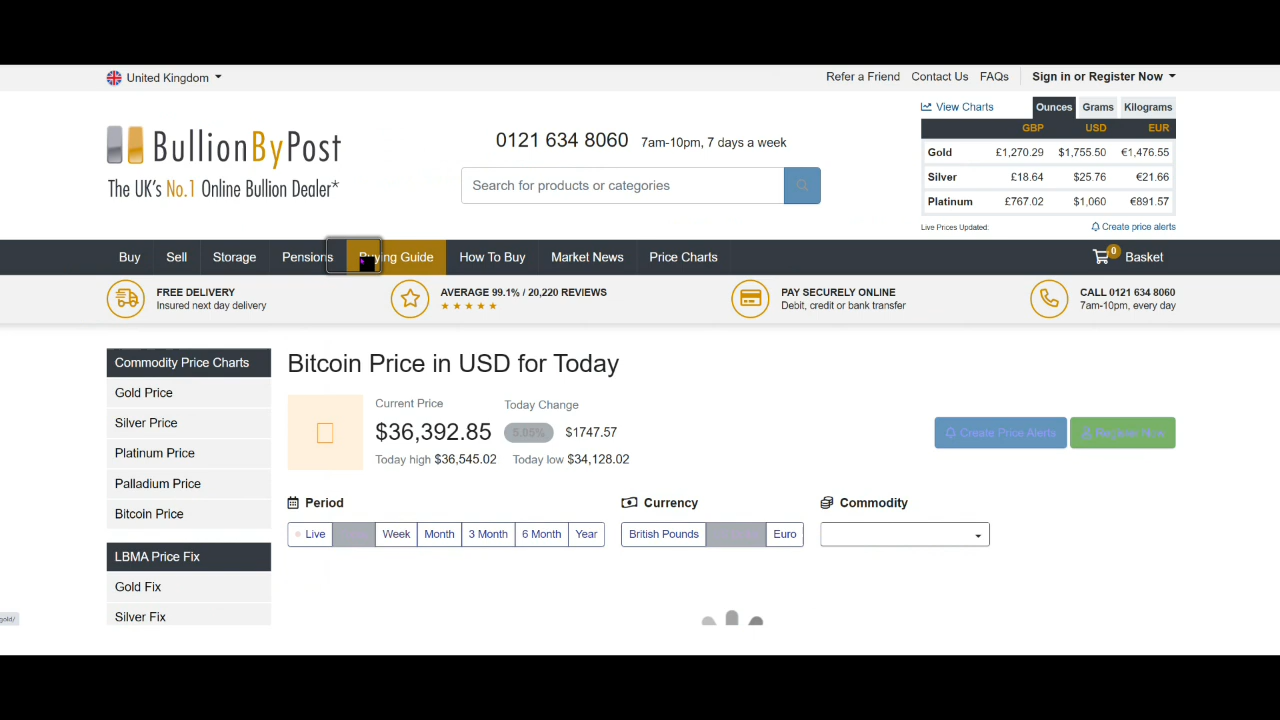 United Kingdom
Refer a Friend Contact Us FAQs Sign in or Register Now
BullionByPost
The UK's No.1 Online Bullion Dealer*
0121 634 8060 7am-10pm, 7 days a week
Search for products or categories
View Charts Ounces Grams Kilograms
GBP USD EUR
Gold £1,270.29 $1,755.50 €1,476.55
Silver £18.64 $25.76 €21.66
Platinum £767.02 $1,060 €891.57
Live Prices Updated: Create price alerts
Buy Sell Storage Pensions Buying Guide How To Buy Market News Price Charts 0 Basket
FREE DELIVERY
Insured next day delivery
AVERAGE 99.1% / 20,220 REVIEWS
PAY SECURELY ONLINE
Debit, credit or bank transfer
CALL 0121 634 8060
7am-10pm, every day
Commodity Price Charts
Gold Price
Silver Price
Platinum Price
Palladium Price
Bitcoin Price
LBMA Price Fix
Gold Fix
Silver Fix
Bitcoin Price in USD for Today
Current Price Today Change
$36,392.85 5.05% $1747.57
Today high $36,545.02 Today low $34,128.02
Create Price Alerts Register Now
Period Currency Commodity
Live Week Month 3 Month 6 Month Year British Pounds Euro
gold/